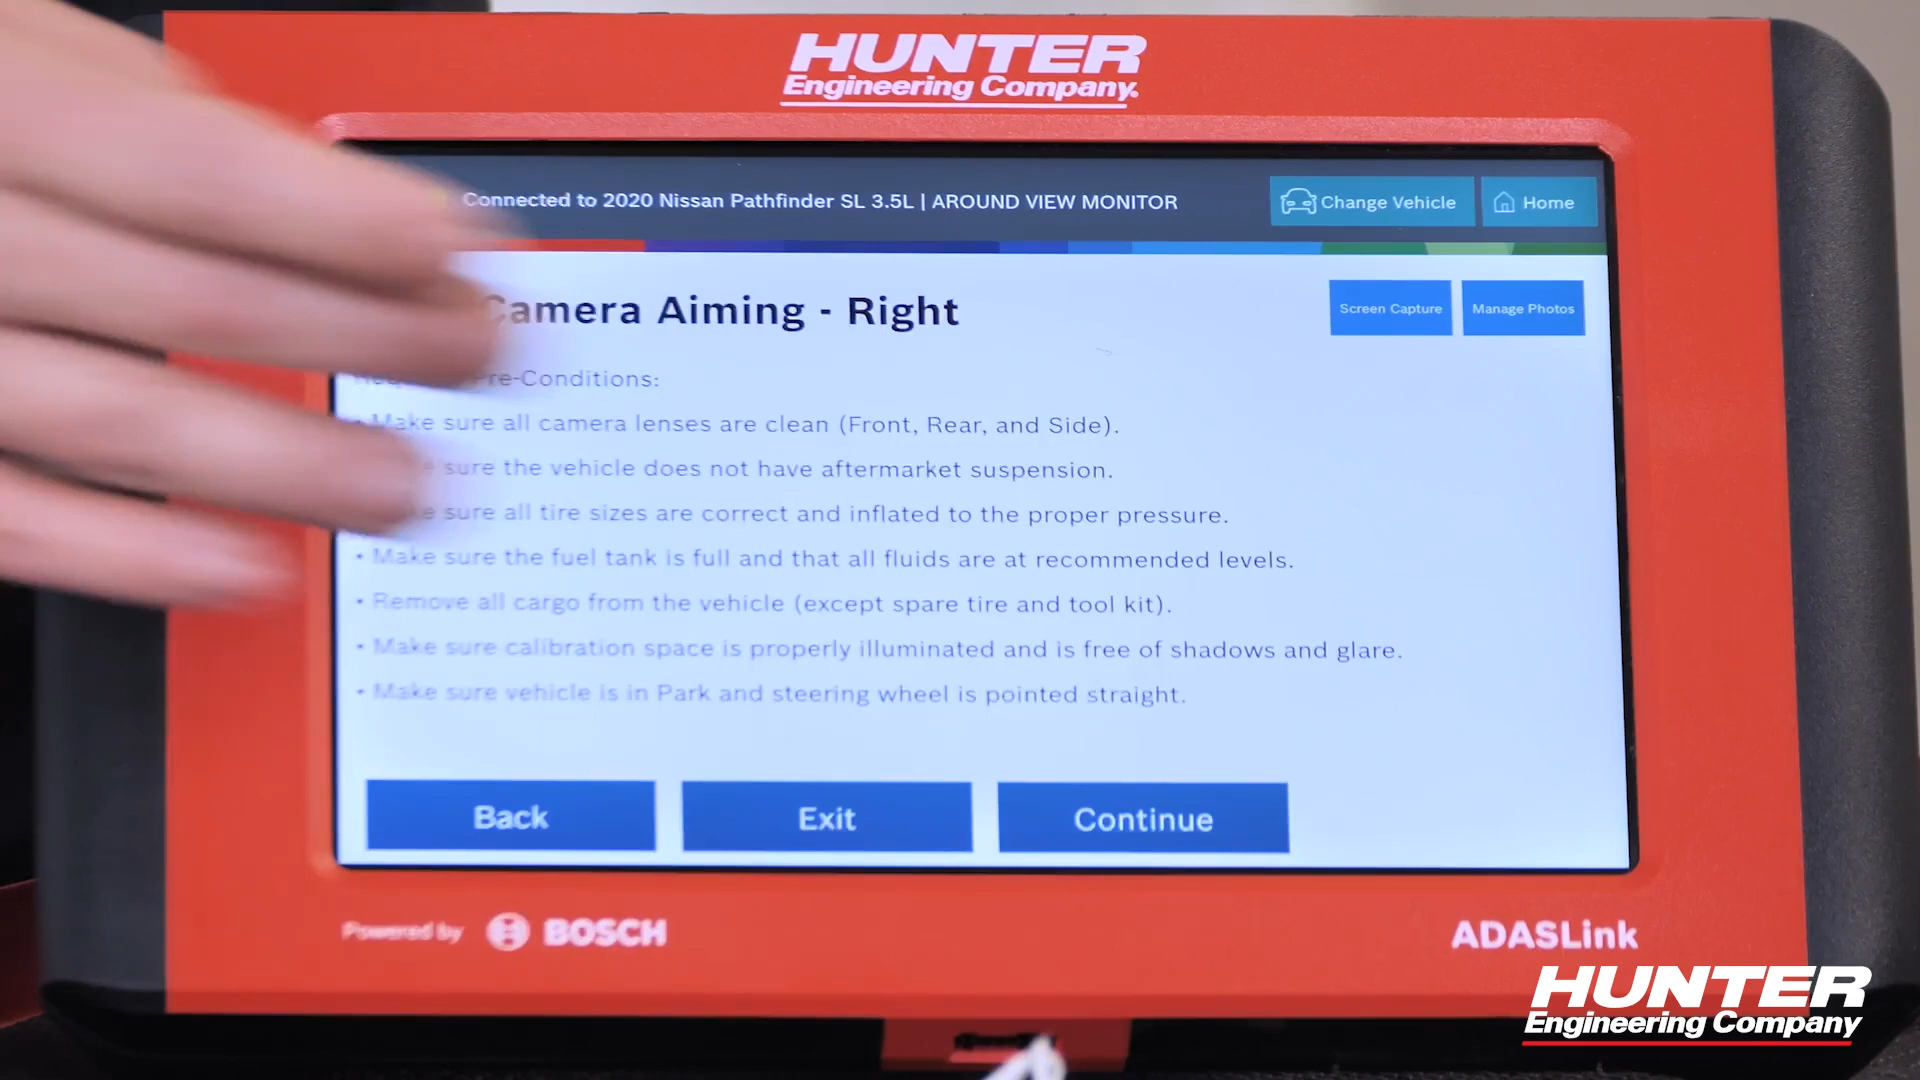 HUNTER
Engineering Company
Connected to 2020 Nissan Pathfinder SL 3.5L | AROUND VIEW MONITOR
Change Vehicle
Home
Camera Aiming - Right
Screen Capture
Manage Photos
Pre-Conditions:
• Make sure all camera lenses are clean (Front, Rear, and Side).
sure the vehicle does not have aftermarket suspension.
sure all tire sizes are correct and inflated to the proper pressure.
• Make sure the fuel tank is full and that all fluids are at recommended levels.
• Remove all cargo from the vehicle (except spare tire and tool kit).
• Make sure calibration space is properly illuminated and is free of shadows and glare.
• Make sure vehicle is in Park and steering wheel is pointed straight.
Back
Exit
Continue
Powered by BOSCH
ADASLink
HUNTER
Engineering Company